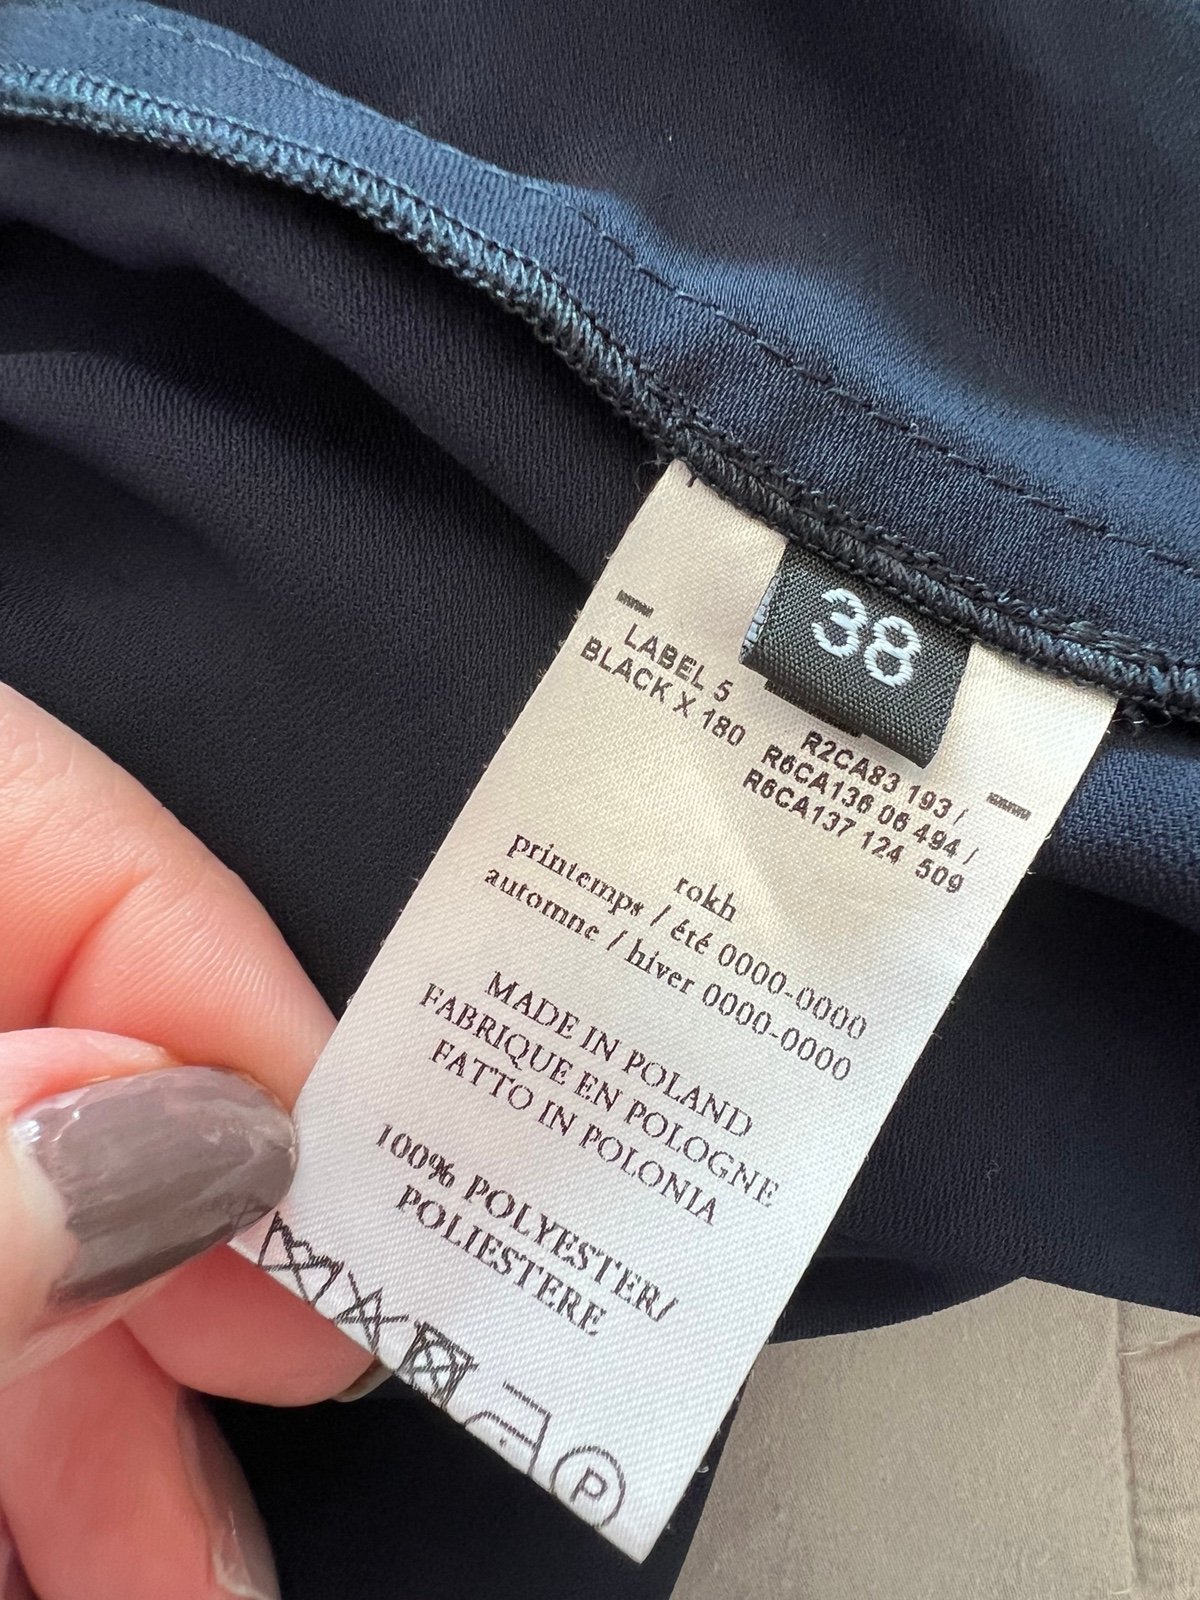 38
LABEL 5
BLACK X 180
R2CA83 193 /
R6CA136 06 494 /
R6CA137 124 509
rokh
printemps / été 0000-0000
automne / hiver 0000-0000
MADE IN POLAND
FABRIQUE EN POLOGNE
FATTO IN POLONIA
100% POLYESTER/
POLIESTERE
P